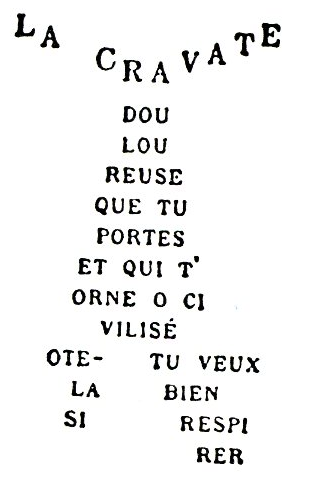 LA CRAVATE
DOU
LOU
REUSE
QUE TU
PORTES
ET QUI T'
ORNE O CI
VILISÉ
OTE- TU VEUX
LA BIEN
SI RESPI
RER